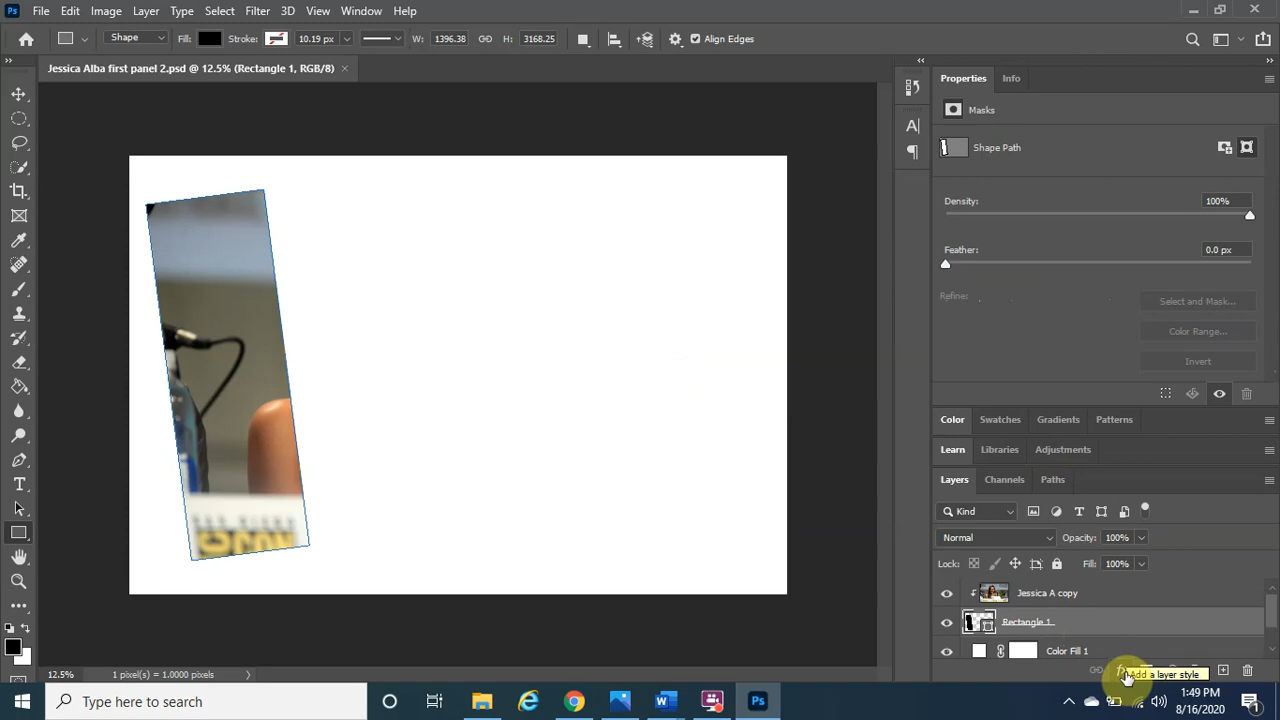 Ps File Edit Image Layer Type Select Filter 3D View Window Help
Shape Fill: Stroke: 10.19 px W: 1396.38 H: 3168.25 Align Edges
Jessica Alba first panel 2.psd @ 12.5% (Rectangle 1, RGB/8) ×
Properties Info
Masks
Shape Path
Density: 100%
Feather: 0.0 px
Refine: Select and Mask...
Color Range...
Invert
Color Swatches Gradients Patterns
Learn Libraries Adjustments
Layers Channels Paths
Kind
Normal Opacity: 100%
Lock: Fill: 100%
Jessica A copy
Rectangle 1
Color Fill 1
12.5% 1 pixel(s) = 1.0000 pixels
Add a layer style
Type here to search
1:49 PM
8/16/2020